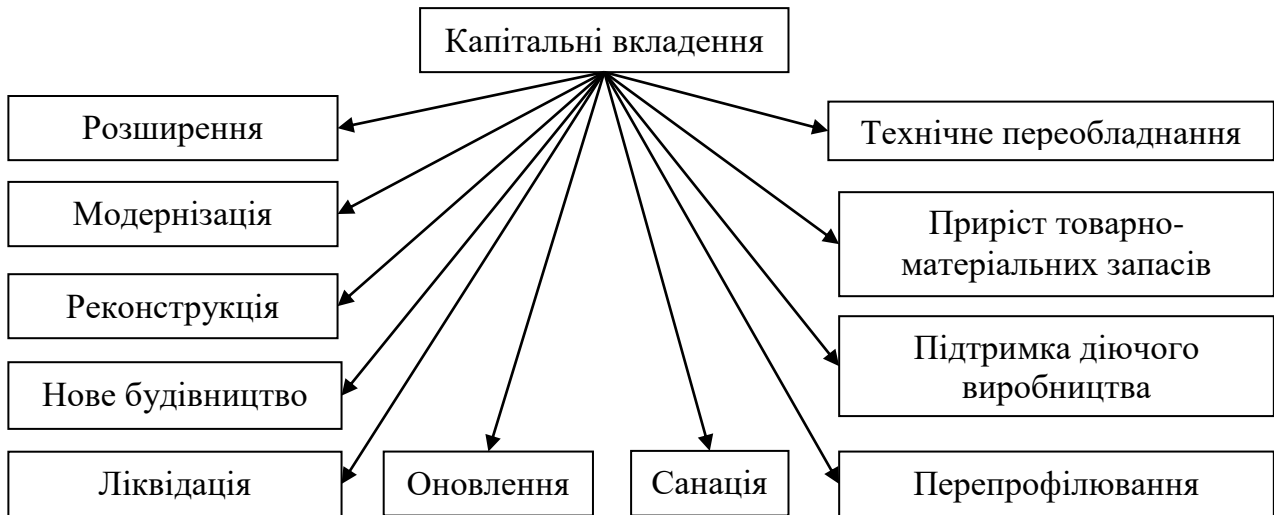 Капітальні вкладення
Розширення
Технічне переобладнання
Модернізація
Приріст товарно-
матеріальних запасів
Реконструкція
Підтримка діючого
виробництва
Нове будівництво
Ліквідація
Оновлення
Санація
Перепрофілювання